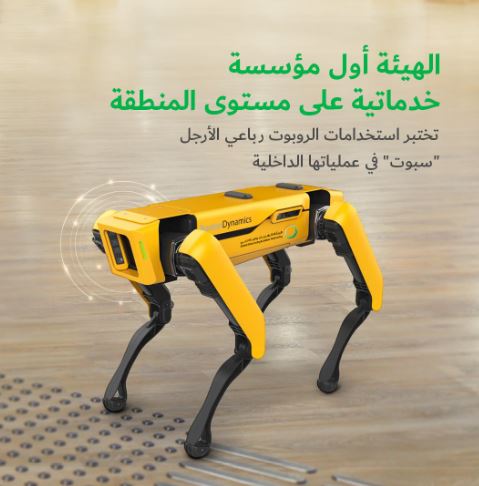 الهيئة أول مؤسسة
خدماتية على مستوى المنطقة
تختبر استخدامات الروبوت رباعي الأرجل
"سبوت" في عملياتها الداخلية
Dynamics